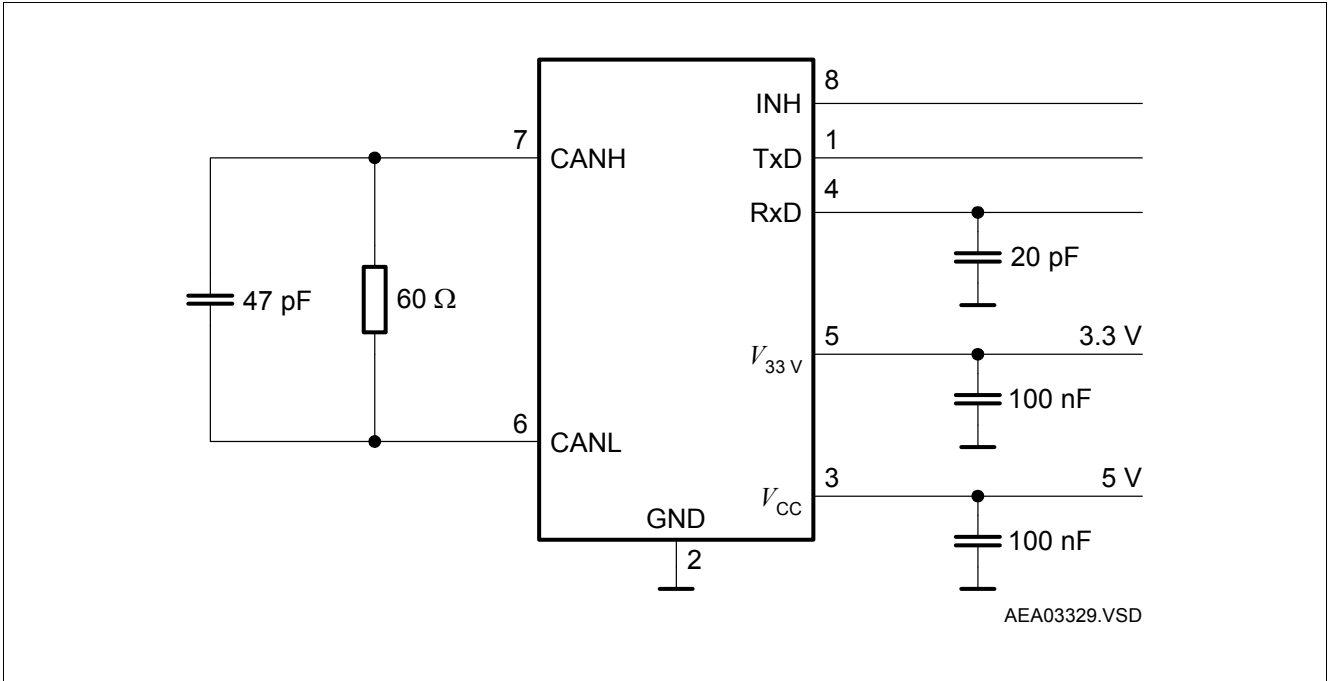 8
INH
7
1
CANH
TxD
4
RxD
20 pF
47 pF
60 Ω
5
3.3 V
V33 V
100 nF
6
CANL
3
5 V
VCC
GND
100 nF
2
AEA03329.VSD